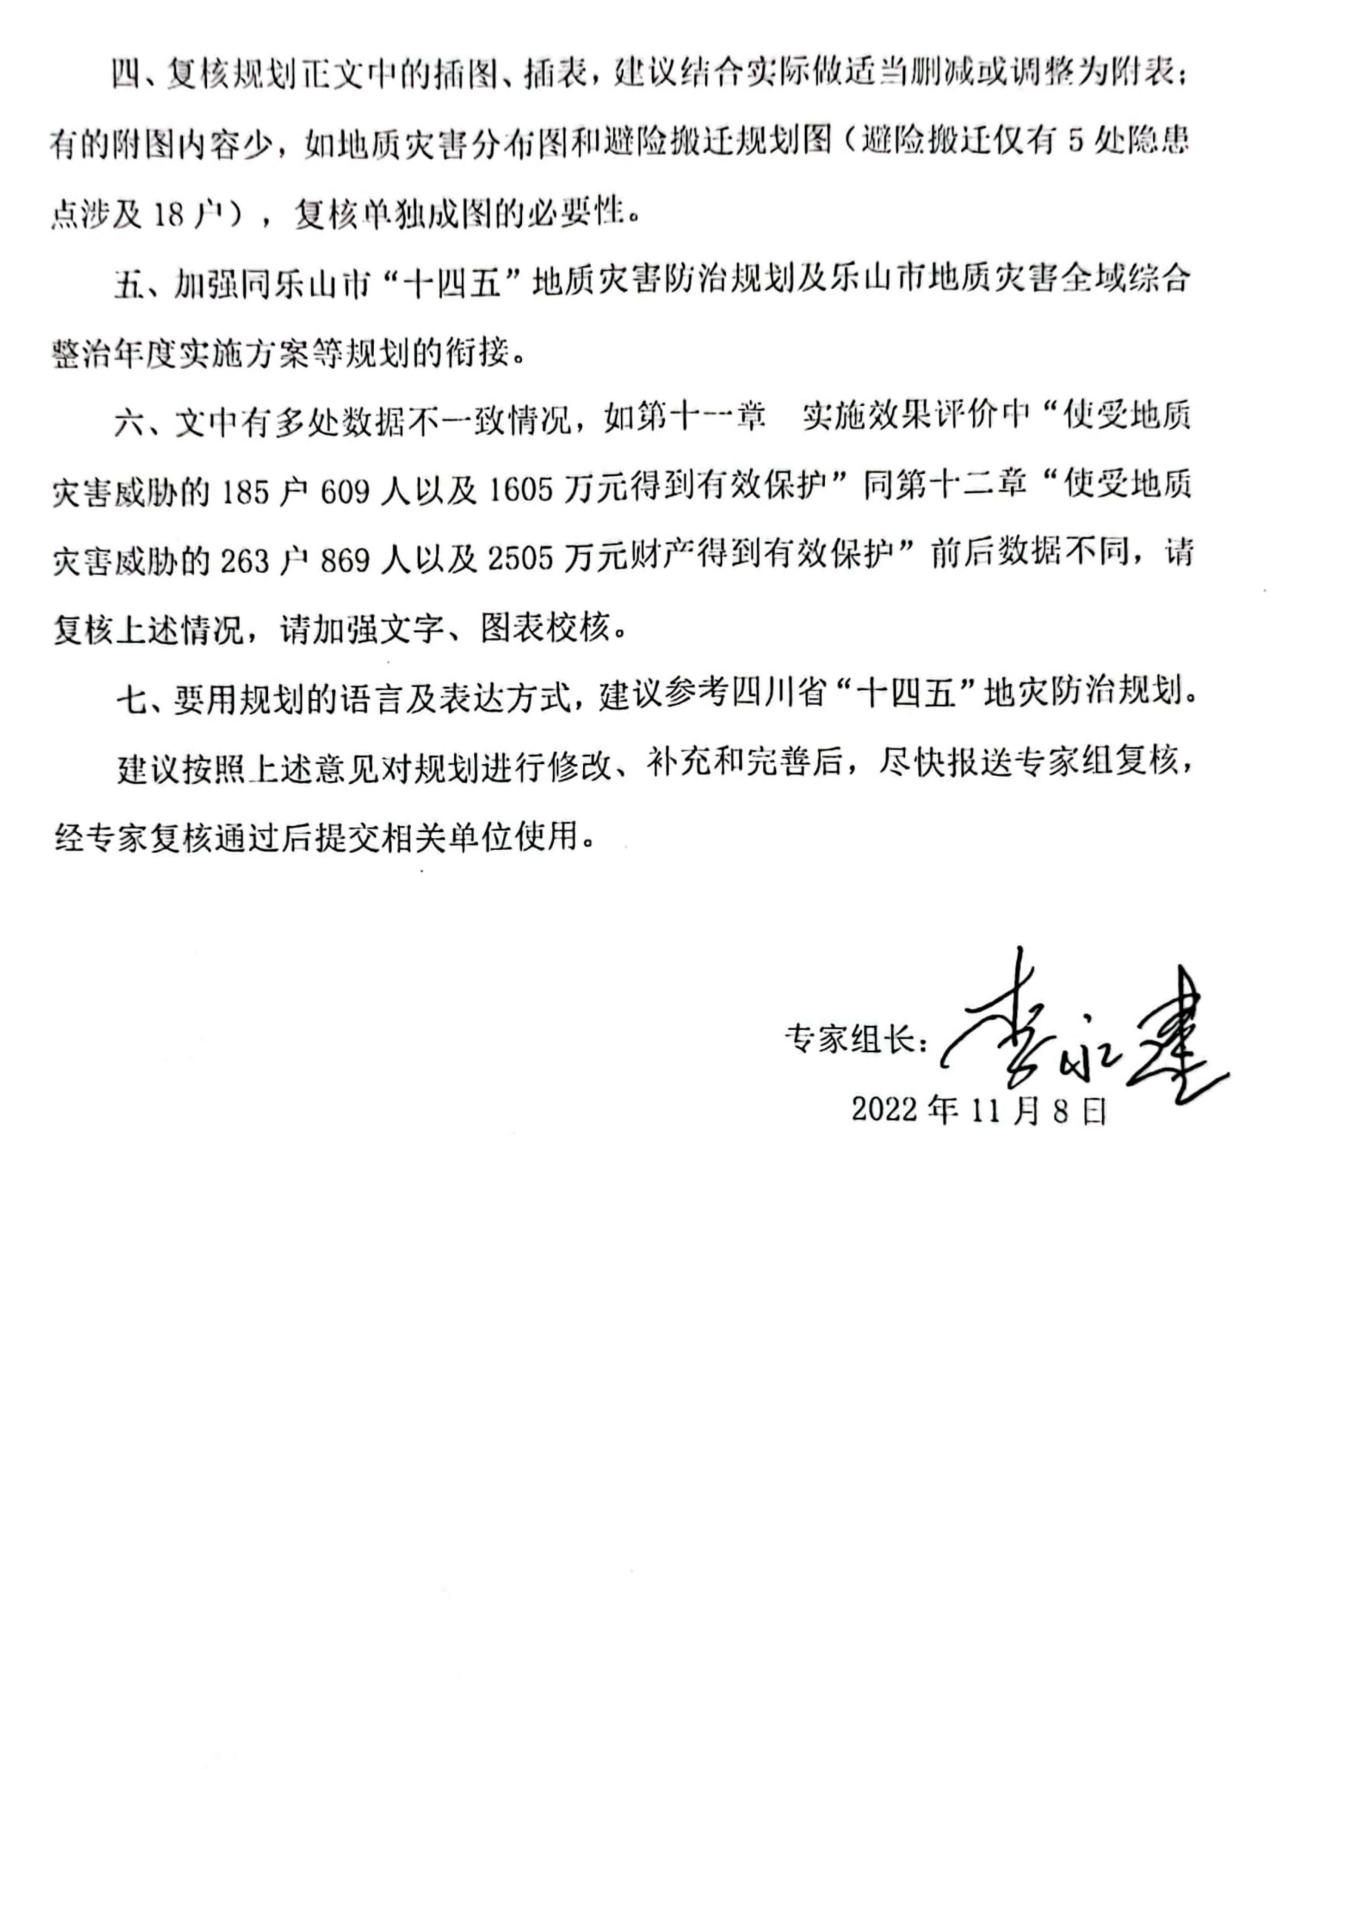 四、复核规划正文中的插图、插表，建议结合实际做适当删减或调整为附表；
有的附图内容少，如地质灾害分布图和避险搬迁规划图（避险搬迁仅有 5 处隐患
点涉及 18 户），复核单独成图的必要性。
五、加强同乐山市“十四五”地质灾害防治规划及乐山市地质灾害全域综合
整治年度实施方案等规划的衔接。
六、文中有多处数据不一致情况，如第十一章　实施效果评价中“使受地质
灾害威胁的 185 户 609 人以及 1605 万元得到有效保护”同第十二章“使受地质
灾害威胁的 263 户 869 人以及 2505 万元财产得到有效保护”前后数据不同，请
复核上述情况，请加强文字、图表校核。
七、要用规划的语言及表达方式，建议参考四川省“十四五”地灾防治规划。
建议按照上述意见对规划进行修改、补充和完善后，尽快报送专家组复核，
经专家复核通过后提交相关单位使用。
专家组长：李永建
2022 年 11 月 8 日